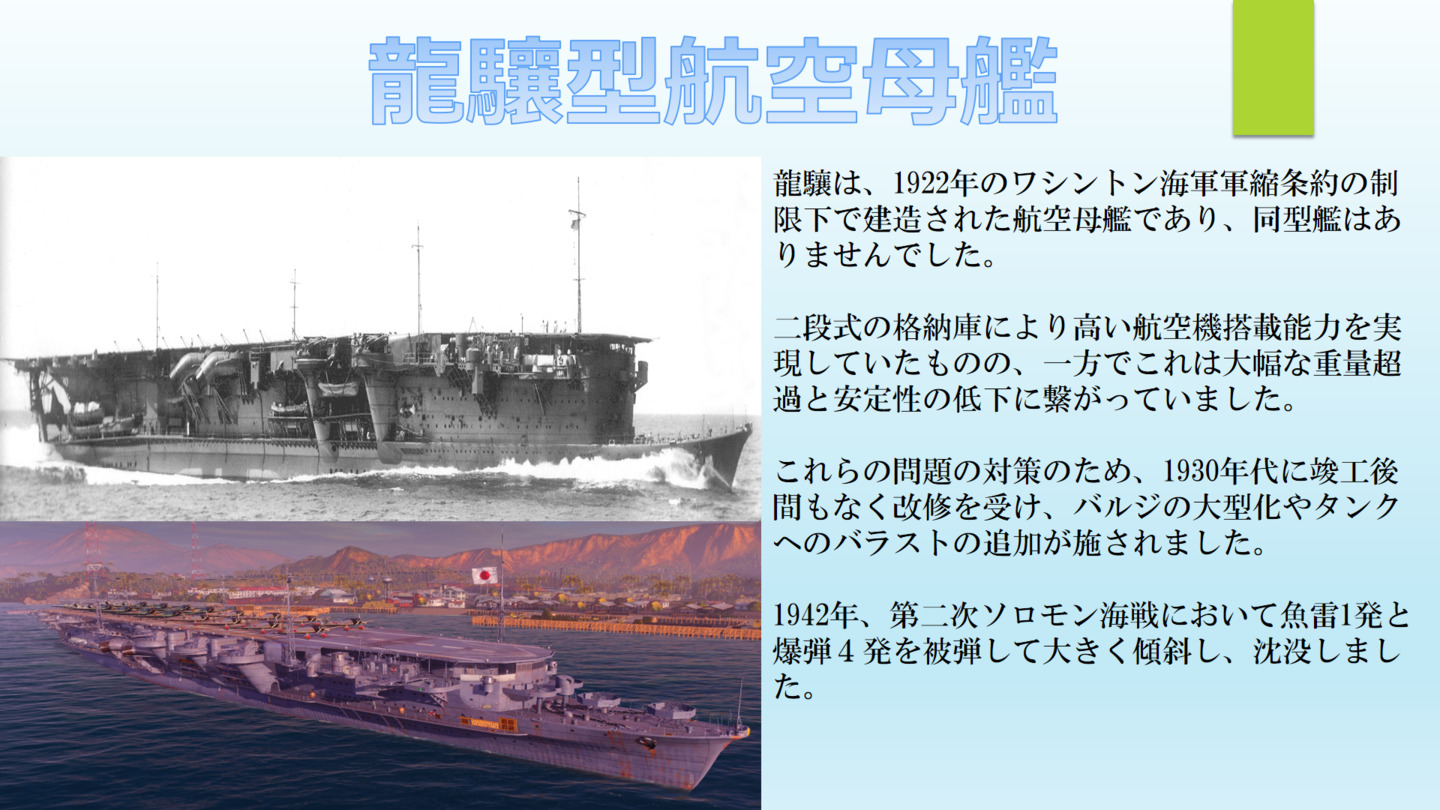 龍驤型航空母艦
龍驤は、1922年のワシントン海軍軍縮条約の制
限下で建造された航空母艦であり、同型艦はあ
りませんでした。
二段式の格納庫により高い航空機搭載能力を実
現していたものの、一方でこれは大幅な重量超
過と安定性の低下に繋がっていました。
これらの問題の対策のため、1930年代に竣工後
間もなく改修を受け、バルジの大型化やタンク
へのバラストの追加が施されました。
1942年、第二次ソロモン海戦において魚雷1発と
爆弾４発を被弾して大きく傾斜し、沈没しまし
た。